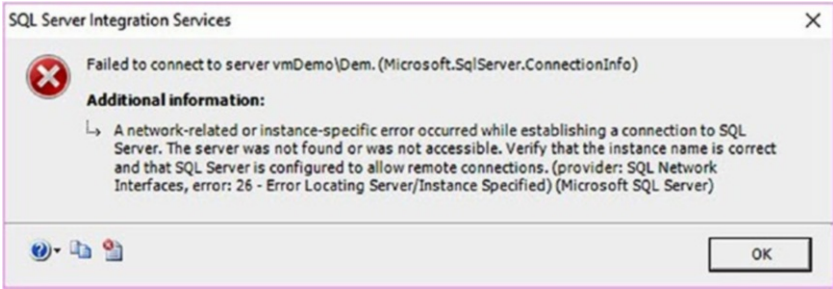 SQL Server Integration Services
Failed to connect to server vmDemo\Dem. (Microsoft.SqlServer.ConnectionInfo)
Additional information:
A network-related or instance-specific error occurred while establishing a connection to SQL
Server. The server was not found or was not accessible. Verify that the instance name is correct
and that SQL Server is configured to allow remote connections. (provider: SQL Network
Interfaces, error: 26 - Error Locating Server/Instance Specified) (Microsoft SQL Server)
OK